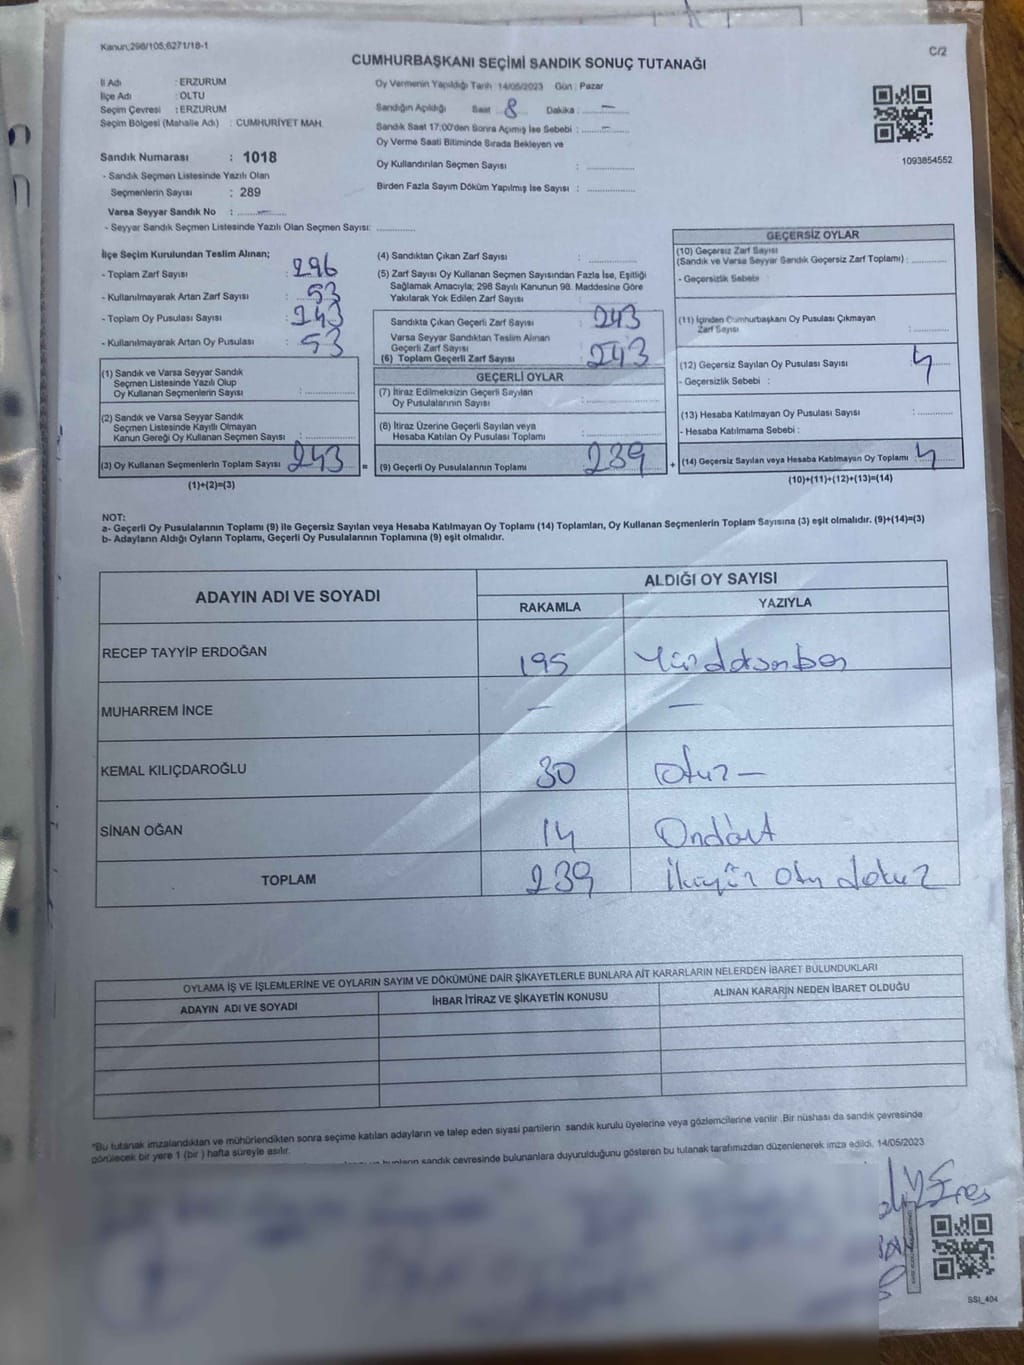 Kanun;298/105;6271/18-1
C/2
CUMHURBAŞKANI SEÇİMİ SANDIK SONUÇ TUTANAĞI
İl Adı : ERZURUM
İlçe Adı : OLTU
Seçim Çevresi : ERZURUM
Seçim Bölgesi (Mahalle Adı) : CUMHURİYET MAH.
Sandık Numarası : 1018
- Sandık Seçmen Listesinde Yazılı Olan
Seçmenlerin Sayısı : 289
Varsa Seyyar Sandık No : —
- Seyyar Sandık Seçmen Listesinde Yazılı Olan Seçmen Sayısı: ............
Oy Vermenin Yapıldığı Tarih 14/05/2023 Gün : Pazar
Sandığın Açıldığı Saat 8 Dakika : —
Sandık Saat 17:00'den Sonra Açılmış İse Sebebi : —
Oy Verme Saati Bitiminde Sırada Bekleyen ve
Oy Kullandırılan Seçmen Sayısı : ..............
Birden Fazla Sayım Döküm Yapılmış İse Sayısı : ..............
1093854552
İlçe Seçim Kurulundan Teslim Alınan;
- Toplam Zarf Sayısı : 296
- Kullanılmayarak Artan Zarf Sayısı : 53
- Toplam Oy Pusulası Sayısı : 243
- Kullanılmayarak Artan Oy Pusulası : 53
(1) Sandık ve Varsa Seyyar Sandık
Seçmen Listesinde Yazılı Olup
Oy Kullanan Seçmenlerin Sayısı : ..............
(2) Sandık ve Varsa Seyyar Sandık
Seçmen Listesinde Kayıtlı Olmayan
Kanun Gereği Oy Kullanan Seçmen Sayısı : ..............
(3) Oy Kullanan Seçmenlerin Toplam Sayısı : 243
(1)+(2)=(3)
(4) Sandıktan Çıkan Zarf Sayısı : ..............
(5) Zarf Sayısı Oy Kullanan Seçmen Sayısından Fazla İse, Eşitliği
Sağlamak Amacıyla; 298 Sayılı Kanunun 98. Maddesine Göre
Yakılarak Yok Edilen Zarf Sayısı : ..............
Sandıkta Çıkan Geçerli Zarf Sayısı : 243
Varsa Seyyar Sandıktan Teslim Alınan
Geçerli Zarf Sayısı
(6) Toplam Geçerli Zarf Sayısı : 243
GEÇERLİ OYLAR
(7) İtiraz Edilmeksizin Geçerli Sayılan
Oy Pusulalarının Sayısı : ..............
(8) İtiraz Üzerine Geçerli Sayılan veya
Hesaba Katılan Oy Pusulası Toplamı : ..............
= (9) Geçerli Oy Pusulalarının Toplamı : 239
GEÇERSİZ OYLAR
(10) Geçersiz Zarf Sayısı
(Sandık ve Varsa Seyyar Sandık Geçersiz Zarf Toplamı) : ............
- Geçersizlik Sebebi :
(11) İçinden Cumhurbaşkanı Oy Pusulası Çıkmayan
Zarf Sayısı : ............
(12) Geçersiz Sayılan Oy Pusulası Sayısı : 4
- Geçersizlik Sebebi :
(13) Hesaba Katılmayan Oy Pusulası Sayısı : ............
- Hesaba Katılmama Sebebi :
+ (14) Geçersiz Sayılan veya Hesaba Katılmayan Oy Toplamı : 4
(10)+(11)+(12)+(13)=(14)
NOT:
a- Geçerli Oy Pusulalarının Toplamı (9) ile Geçersiz Sayılan veya Hesaba Katılmayan Oy Toplamı (14) Toplamları, Oy Kullanan Seçmenlerin Toplam Sayısına (3) eşit olmalıdır. (9)+(14)=(3)
b- Adayların Aldığı Oyların Toplamı, Geçerli Oy Pusulalarının Toplamına (9) eşit olmalıdır.
ADAYIN ADI VE SOYADI
ALDIĞI OY SAYISI
RAKAMLA YAZIYLA
RECEP TAYYİP ERDOĞAN 195 Yüzdoksanbeş
MUHARREM İNCE — —
KEMAL KILIÇDAROĞLU 30 Otuz —
SİNAN OĞAN 14 Ondört
TOPLAM 239 İkiyüz otuz dokuz
OYLAMA İŞ VE İŞLEMLERİNE VE OYLARIN SAYIM VE DÖKÜMÜNE DAİR ŞİKAYETLERLE BUNLARA AİT KARARLARIN NELERDEN İBARET BULUNDUKLARI
ADAYIN ADI VE SOYADI İHBAR İTİRAZ VE ŞİKAYETİN KONUSU ALINAN KARARIN NEDEN İBARET OLDUĞU
*Bu tutanak imzalandıktan ve mühürlendikten sonra seçime katılan adayların ve talep eden siyasi partilerin sandık kurulu üyelerine veya gözlemcilerine verilir .Bir nüshası da sandık çevresinde
görülecek bir yere 1 (bir ) hafta süreyle asılır.
bunların sandık çevresinde bulunanlara duyurulduğunu gösteren bu tutanak tarafımızdan düzenlenerek imza edildi. 14/05/2023
SSI_404